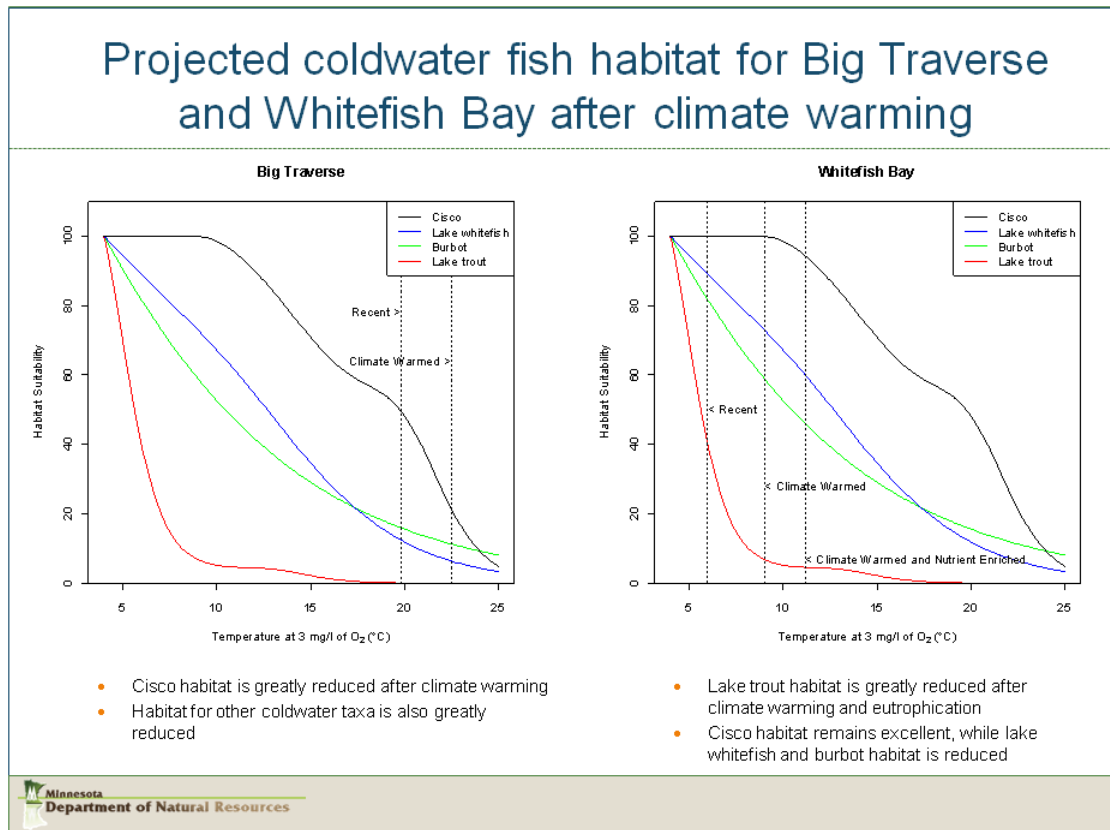 Projected coldwater fish habitat for Big Traverse
and Whitefish Bay after climate warming
Big Traverse
Habitat Suitability
100
80
60
40
20
0
Cisco
Lake whitefish
Burbot
Lake trout
Recent >
Climate Warmed >
5 10 15 20 25
Temperature at 3 mg/l of O₂ (°C)
• Cisco habitat is greatly reduced after climate warming
• Habitat for other coldwater taxa is also greatly
reduced
Whitefish Bay
Habitat Suitability
100
80
60
40
20
0
Cisco
Lake whitefish
Burbot
Lake trout
< Recent
< Climate Warmed
< Climate Warmed and Nutrient Enriched
5 10 15 20 25
Temperature at 3 mg/l of O₂ (°C)
• Lake trout habitat is greatly reduced after
climate warming and eutrophication
• Cisco habitat remains excellent, while lake
whitefish and burbot habitat is reduced
Minnesota
Department of Natural Resources